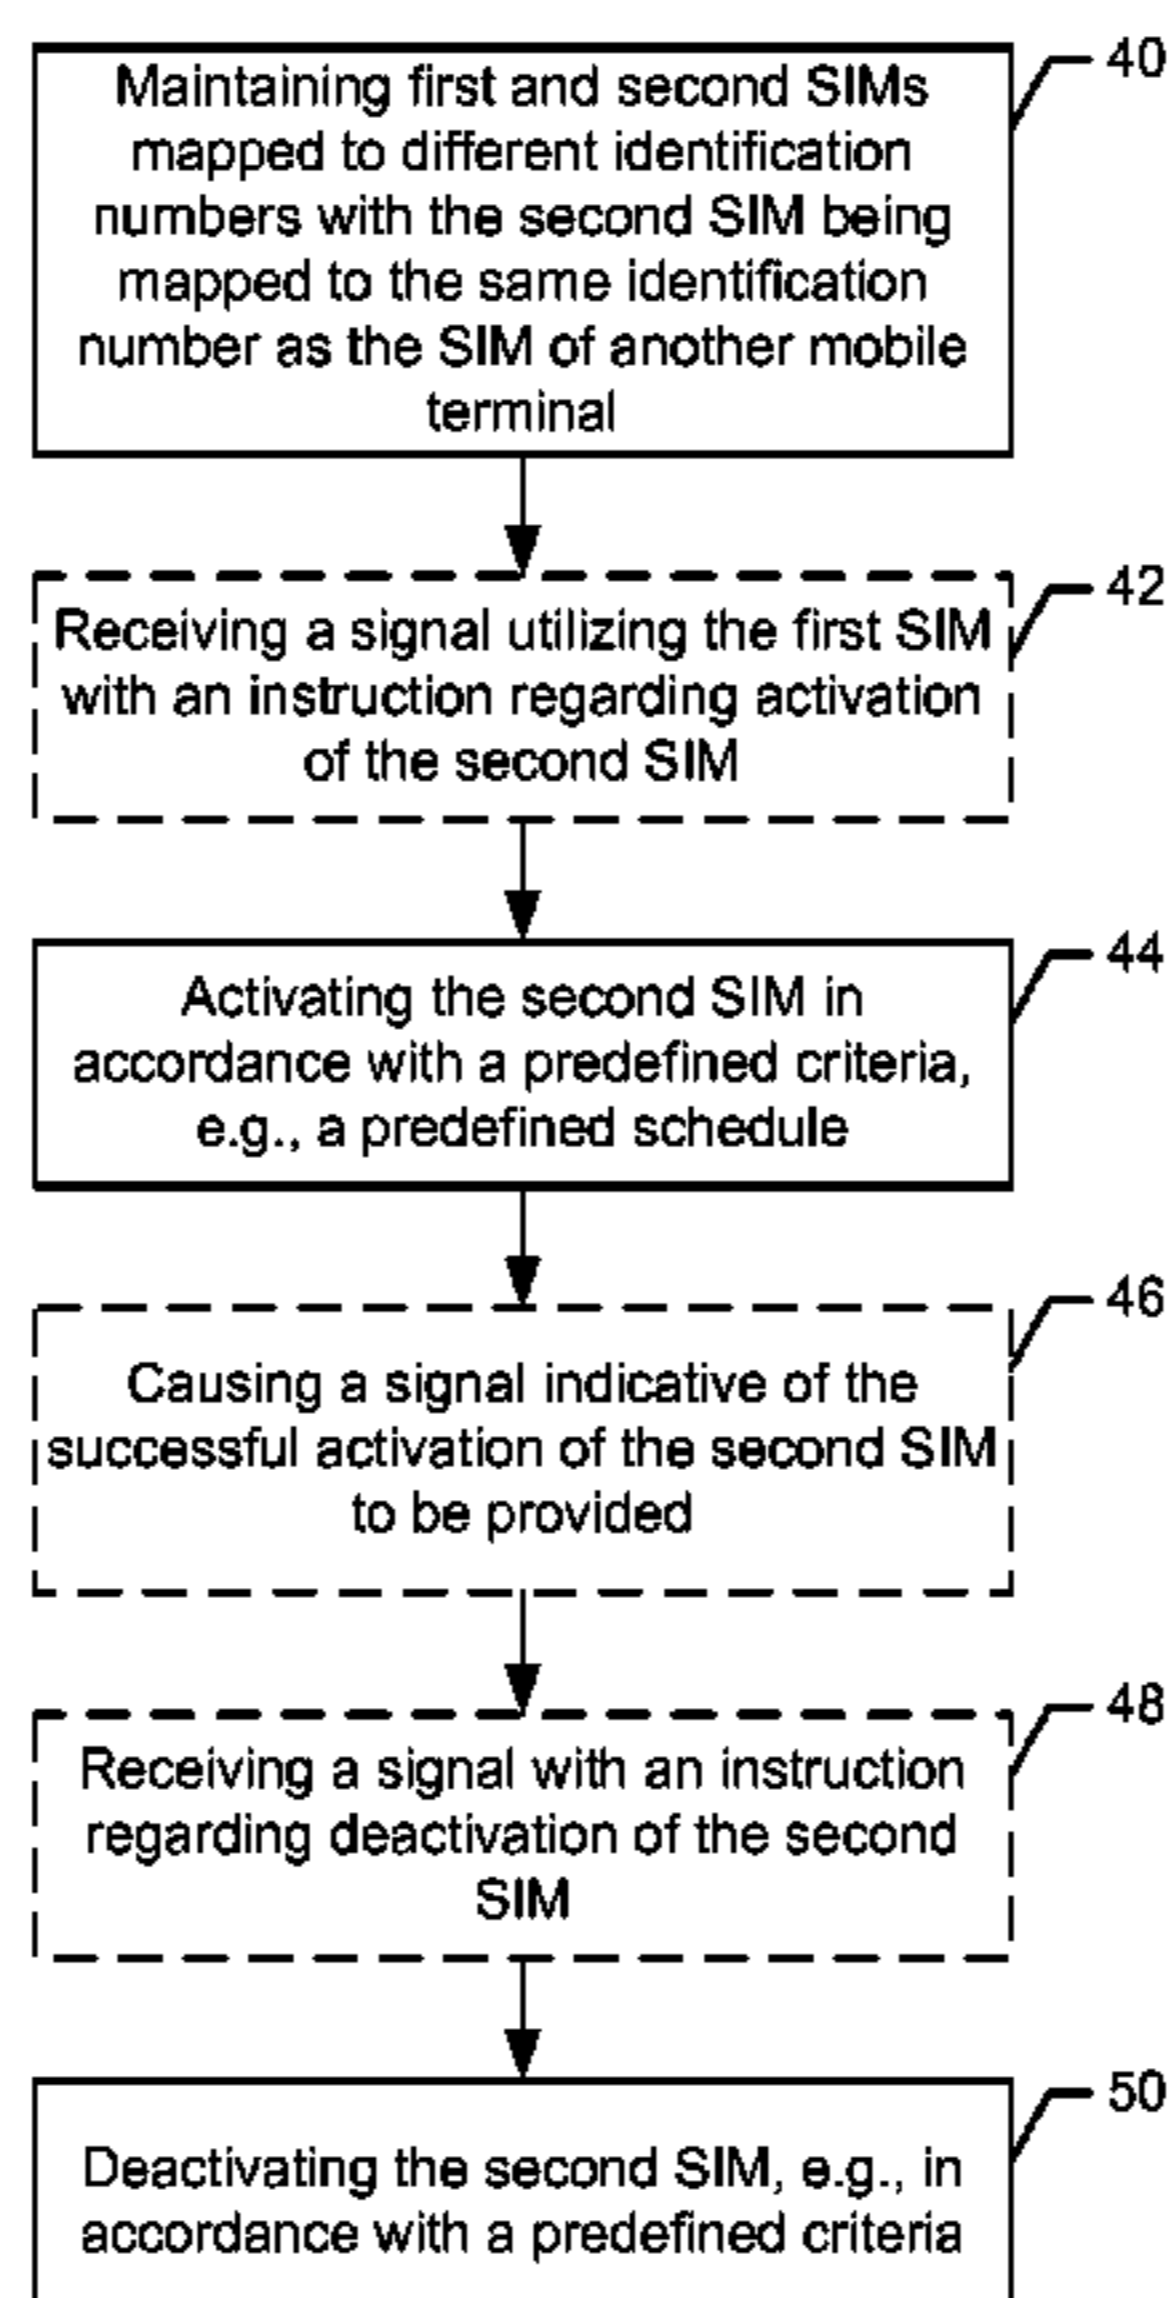 Maintaining first and second SIMs
mapped to different identification
numbers with the second SIM being
mapped to the same identification
number as the SIM of another mobile
terminal
40
Receiving a signal utilizing the first SIM
with an instruction regarding activation
of the second SIM
42
Activating the second SIM in
accordance with a predefined criteria,
e.g., a predefined schedule
44
Causing a signal indicative of the
successful activation of the second SIM
to be provided
46
Receiving a signal with an instruction
regarding deactivation of the second
SIM
48
Deactivating the second SIM, e.g., in
accordance with a predefined criteria
50